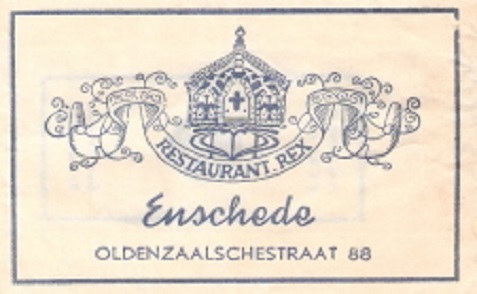 RESTAURANT. REX
Enschede
OLDENZAALSCHESTRAAT 88